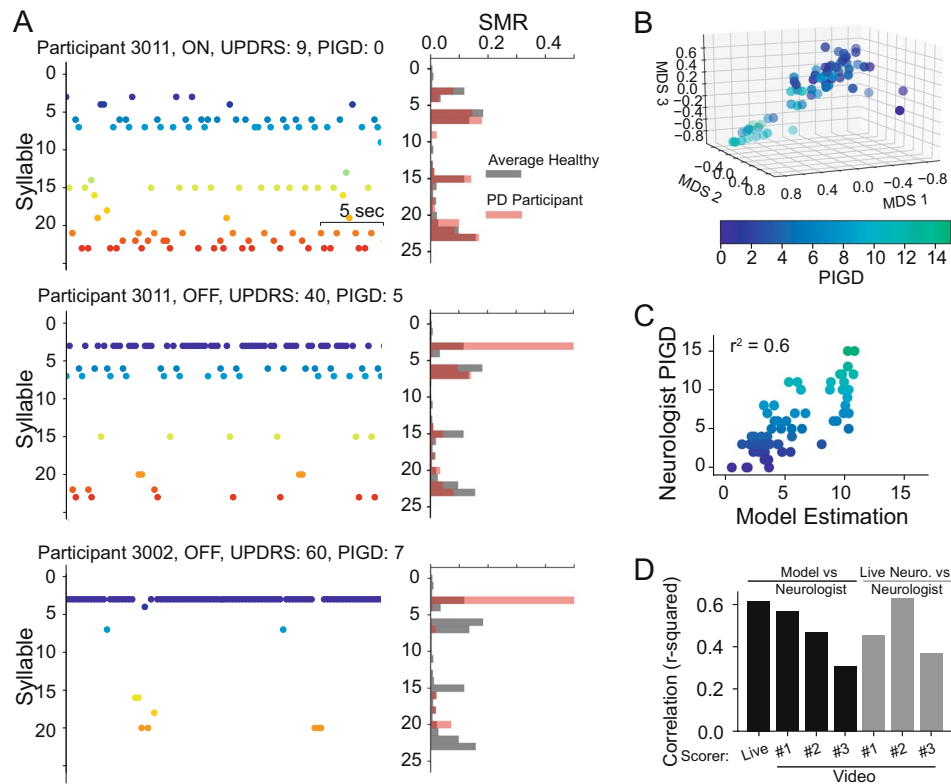 A
SMR
Participant 3011, ON, UPDRS: 9, PIGD: 0
0.0 0.2 0.4
0
5
10
15
20
Syllable
5 sec
0
5
10
15
20
25
Average Healthy
PD Participant
Participant 3011, OFF, UPDRS: 40, PIGD: 5
0
5
10
15
20
Syllable
0
5
10
15
20
25
Participant 3002, OFF, UPDRS: 60, PIGD: 7
0
5
10
15
20
Syllable
0
5
10
15
20
25
B
MDS 3
0.6
0.4
0.2
0.0
-0.2
-0.4
-0.6
-0.8
MDS 2
-0.4
0.0
0.4
0.8
MDS 1
0.8 0.4 0.0 -0.4 -0.8
0 2 4 6 8 10 12 14
PIGD
C
r² = 0.6
Neurologist PIGD
15
10
5
0
0 5 10 15
Model Estimation
D
Model vs
Neurologist
Live Neuro. vs
Neurologist
Correlation (r-squared)
0.6
0.4
0.2
0.0
Scorer: Live #1 #2 #3 #1 #2 #3
Video